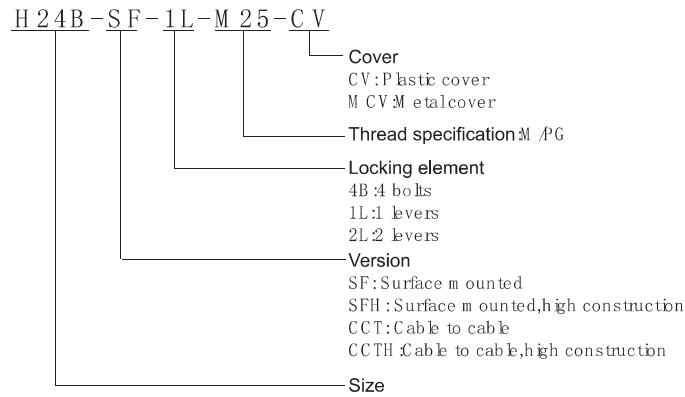 H24B-SF-1L-M25-CV
Cover
CV:Plastic cover
MCV:Metal cover
Thread specification:M/PG
Locking element
4B:4 bolts
1L:1 levers
2L:2 levers
Version
SF:Surface mounted
SFH:Surface mounted,high construction
CCT:Cable to cable
CCTH:Cable to cable,high construction
Size